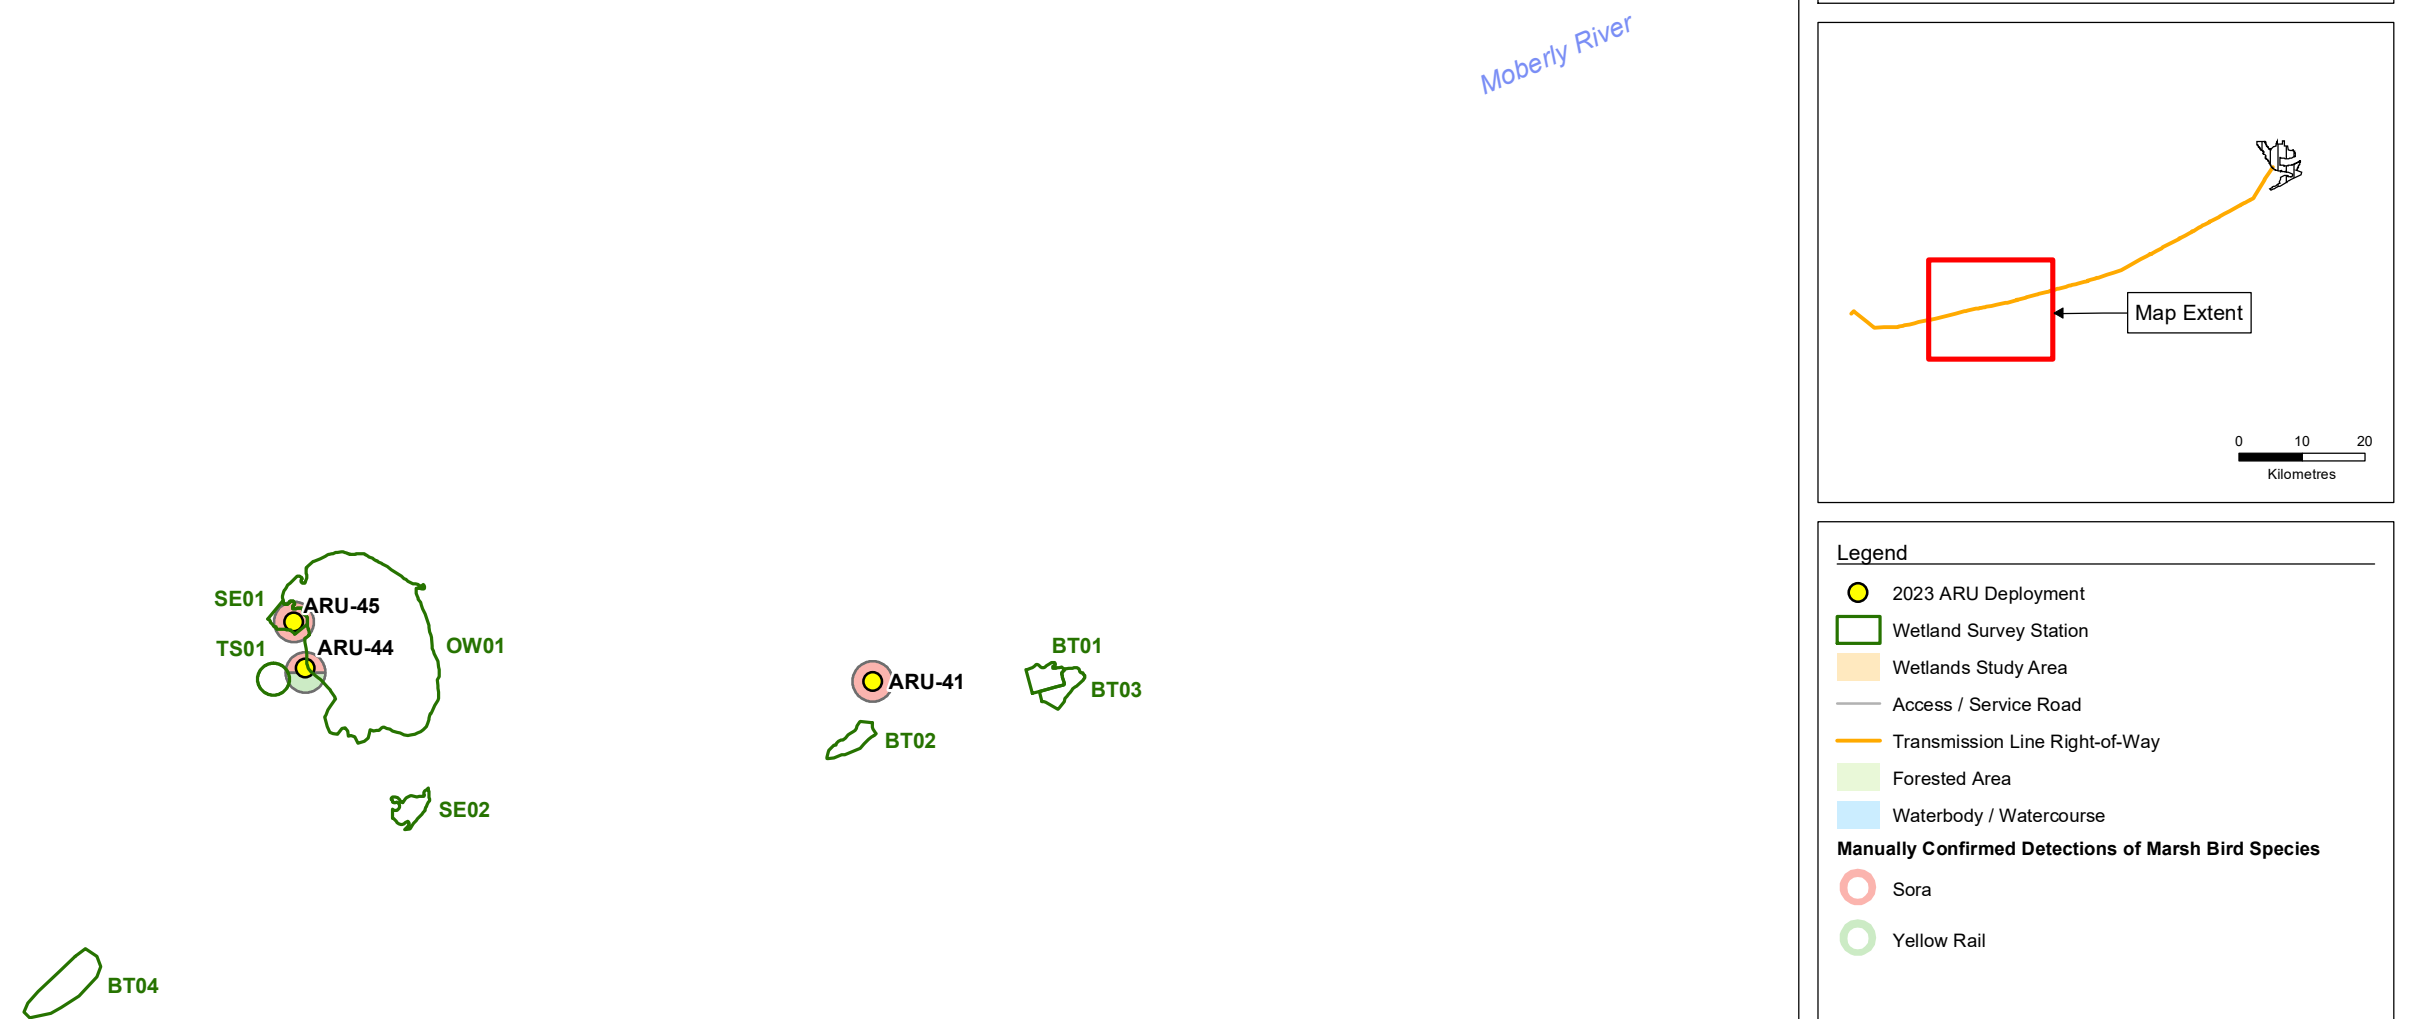 Moberly River
SE01
ARU-45
TS01
ARU-44
OW01
ARU-41
BT01
BT03
BT02
SE02
BT04
Map Extent
0 10 20
Kilometres
Legend
2023 ARU Deployment
Wetland Survey Station
Wetlands Study Area
Access / Service Road
Transmission Line Right-of-Way
Forested Area
Waterbody / Watercourse
Manually Confirmed Detections of Marsh Bird Species
Sora
Yellow Rail